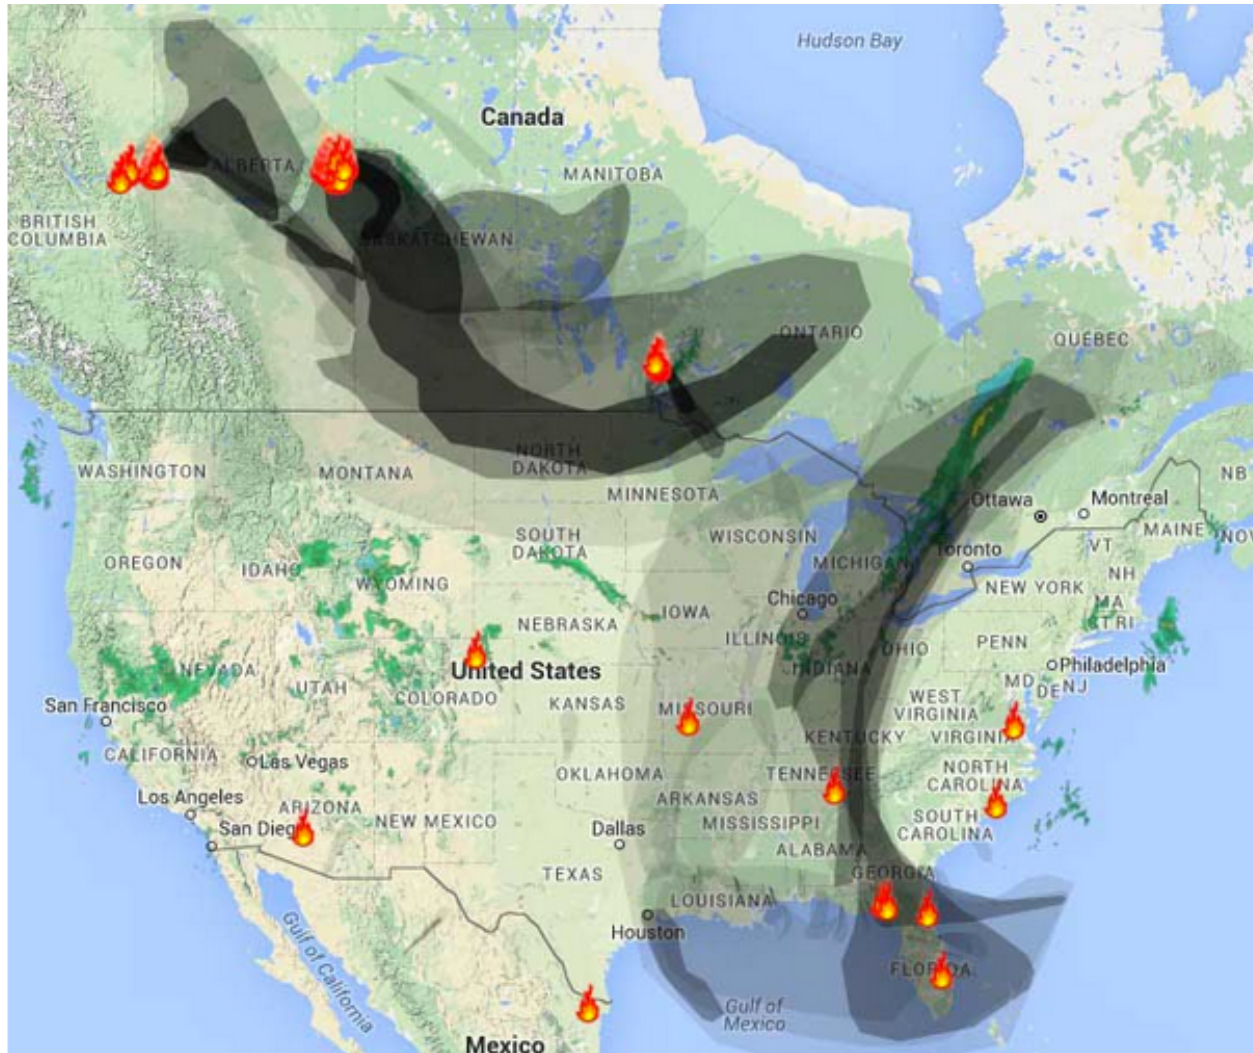 Hudson Bay
Canada
ALBERTA
MANITOBA
BRITISH
COLUMBIA
SASKATCHEWAN
ONTARIO
QUÉBEC
WASHINGTON
MONTANA
NORTH
DAKOTA
MINNESOTA
Ottawa
Montreal
NB
MAINE
NOV
OREGON
IDAHO
WYOMING
SOUTH
DAKOTA
WISCONSIN
MICHIGAN
Toronto
VT
NH
NEW YORK
MA
CT RI
Chicago
IOWA
NEBRASKA
ILLINOIS
INDIANA
OHIO
PENN
Philadelphia
MD
DE
NJ
NEVADA
UTAH
COLORADO
United States
KANSAS
MISSOURI
WEST
VIRGINIA
VIRGINIA
KENTUCKY
San Francisco
CALIFORNIA
Las Vegas
OKLAHOMA
TENNESSEE
NORTH
CAROLINA
Los Angeles
ARIZONA
NEW MEXICO
ARKANSAS
MISSISSIPPI
SOUTH
CAROLINA
San Diego
Dallas
ALABAMA
TEXAS
GEORGIA
LOUISIANA
Houston
Gulf of California
FLORIDA
Gulf of
Mexico
Mexico